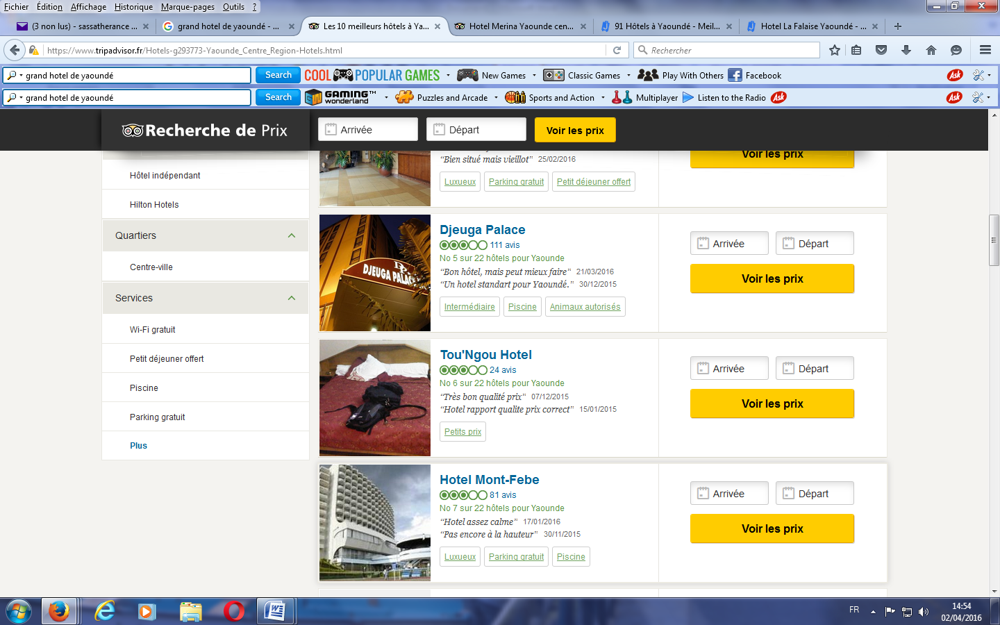 Fichier Édition Affichage Historique Marque-pages Outils ?
(3 non lus) - sassatherance ...
grand hotel de yaoundé - ...
Les 10 meilleurs hôtels à Ya...
Hotel Merina Yaounde cen...
91 Hôtels à Yaoundé - Meil...
Hotel La Falaise Yaoundé - ...
https://www.tripadvisor.fr/Hotels-g293773-Yaounde_Centre_Region-Hotels.html
Rechercher
grand hotel de yaoundé Search COOL POPULAR GAMES New Games Classic Games Play With Others Facebook Ask
grand hotel de yaoundé Search GAMING wonderland™ Puzzles and Arcade Sports and Action Multiplayer Listen to the Radio Ask Ask
Recherche de Prix Arrivée Départ Voir les prix
Hôtel indépendant
Hilton Hotels
Quartiers
Centre-ville
Services
Wi-Fi gratuit
Petit déjeuner offert
Piscine
Parking gratuit
Plus
“Bien situé mais vieillot” 25/02/2016
Luxueux Parking gratuit Petit déjeuner offert
Voir les prix
DJEUGA PALACE
Djeuga Palace
111 avis
No 5 sur 22 hôtels pour Yaounde
“Bon hôtel, mais peut mieux faire” 21/03/2016
“Un hotel standart pour Yaoundé.” 30/12/2015
Intermédiaire Piscine Animaux autorisés
Arrivée Départ
Voir les prix
Tou'Ngou Hotel
24 avis
No 6 sur 22 hôtels pour Yaounde
“Très bon qualité prix” 07/12/2015
“Hotel rapport qualite prix correct” 15/01/2015
Petits prix
Arrivée Départ
Voir les prix
Hotel Mont-Febe
81 avis
No 7 sur 22 hôtels pour Yaounde
“Hotel assez calme” 17/01/2016
“Pas encore à la hauteur” 30/11/2015
Luxueux Parking gratuit Piscine
Arrivée Départ
Voir les prix
FR
14:54
02/04/2016